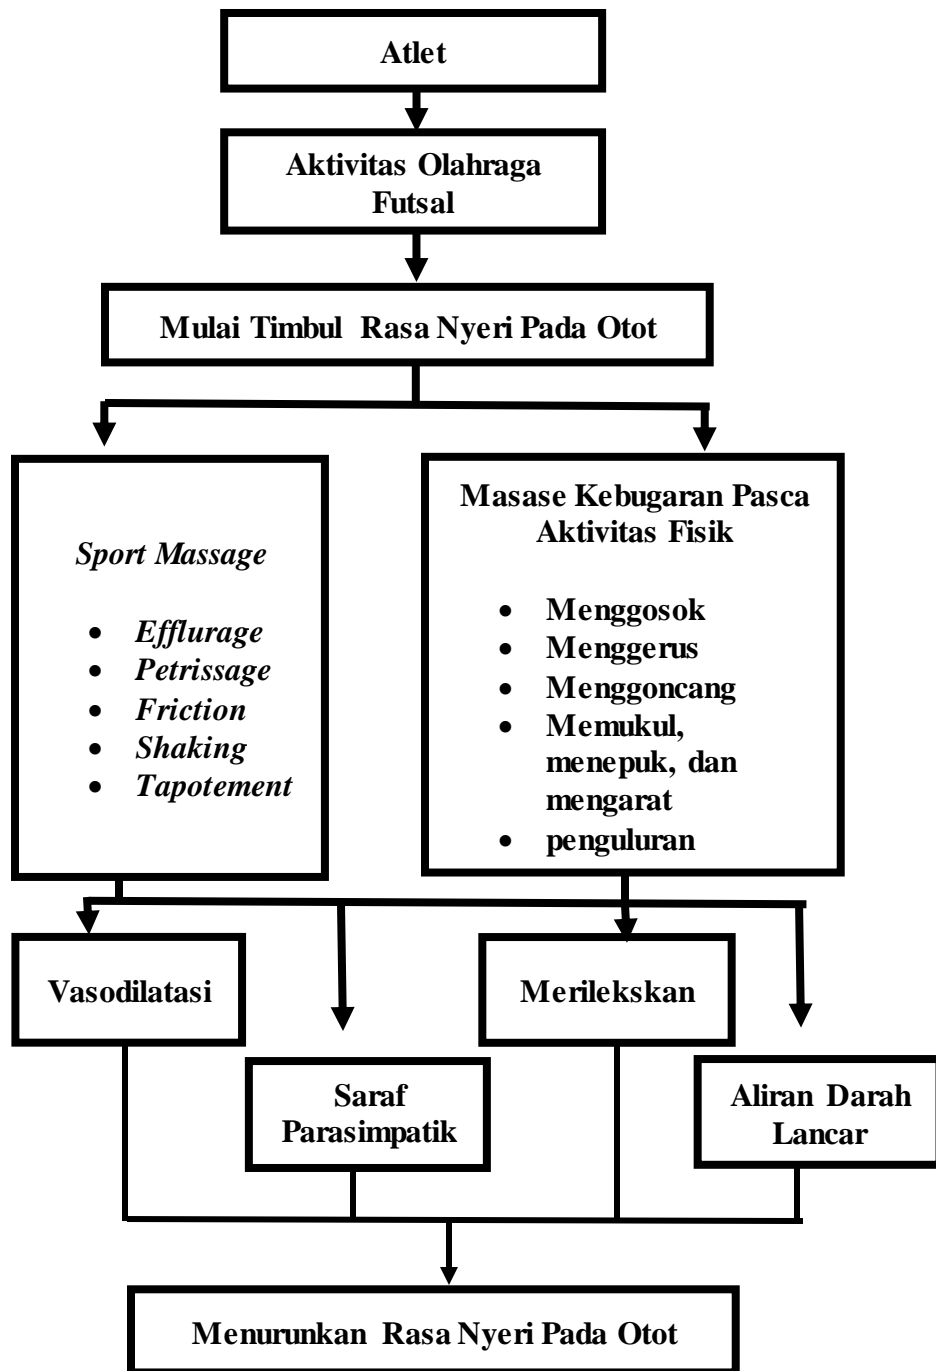 Atlet
Aktivitas Olahraga
Futsal
Mulai Timbul Rasa Nyeri Pada Otot
Sport Massage
• Efflurage
• Petrissage
• Friction
• Shaking
• Tapotement
Masase Kebugaran Pasca
Aktivitas Fisik
• Menggosok
• Menggerus
• Menggoncang
• Memukul,
menepuk, dan
mengarat
• penguluran
Vasodilatasi
Merilekskan
Saraf
Parasimpatik
Aliran Darah
Lancar
Menurunkan Rasa Nyeri Pada Otot